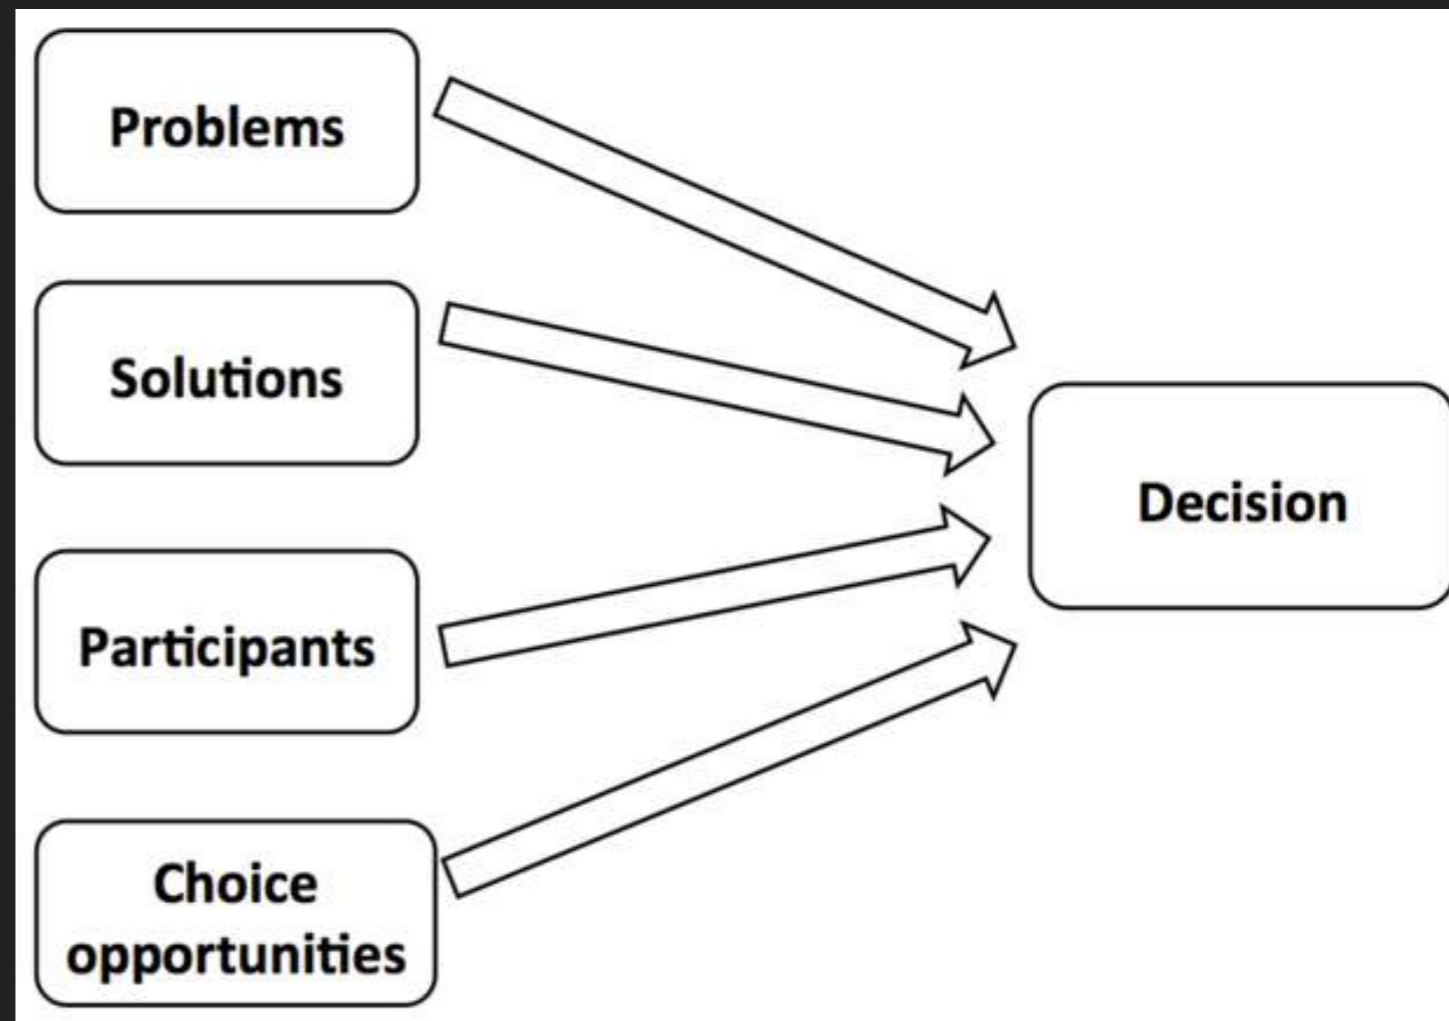 Problems
Solutions
Participants
Choice
opportunities
Decision